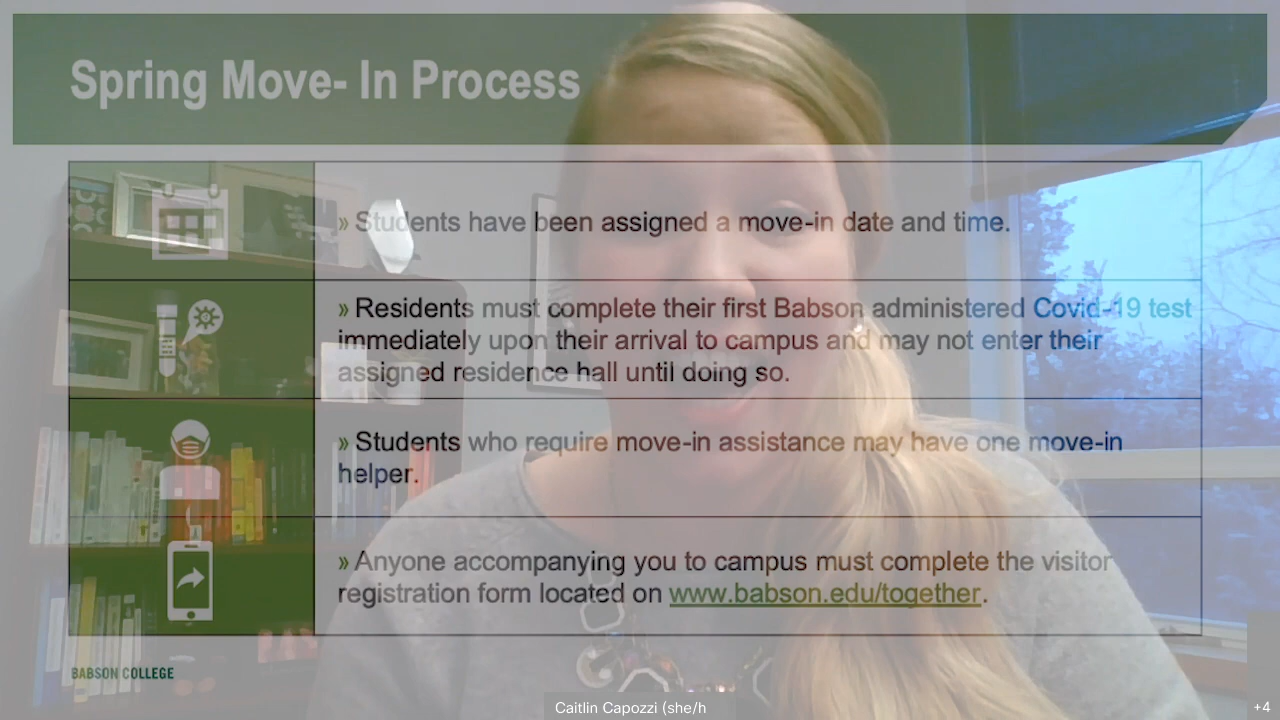 Spring Move- In Process
» Students have been assigned a move-in date and time.
» Residents must complete their first Babson administered Covid-19 test
immediately upon their arrival to campus and may not enter their
assigned residence hall until doing so.
» Students who require move-in assistance may have one move-in
helper.
» Anyone accompanying you to campus must complete the visitor
registration form located on www.babson.edu/together.
BABSON COLLEGE
Caitlin Capozzi (she/h
+4